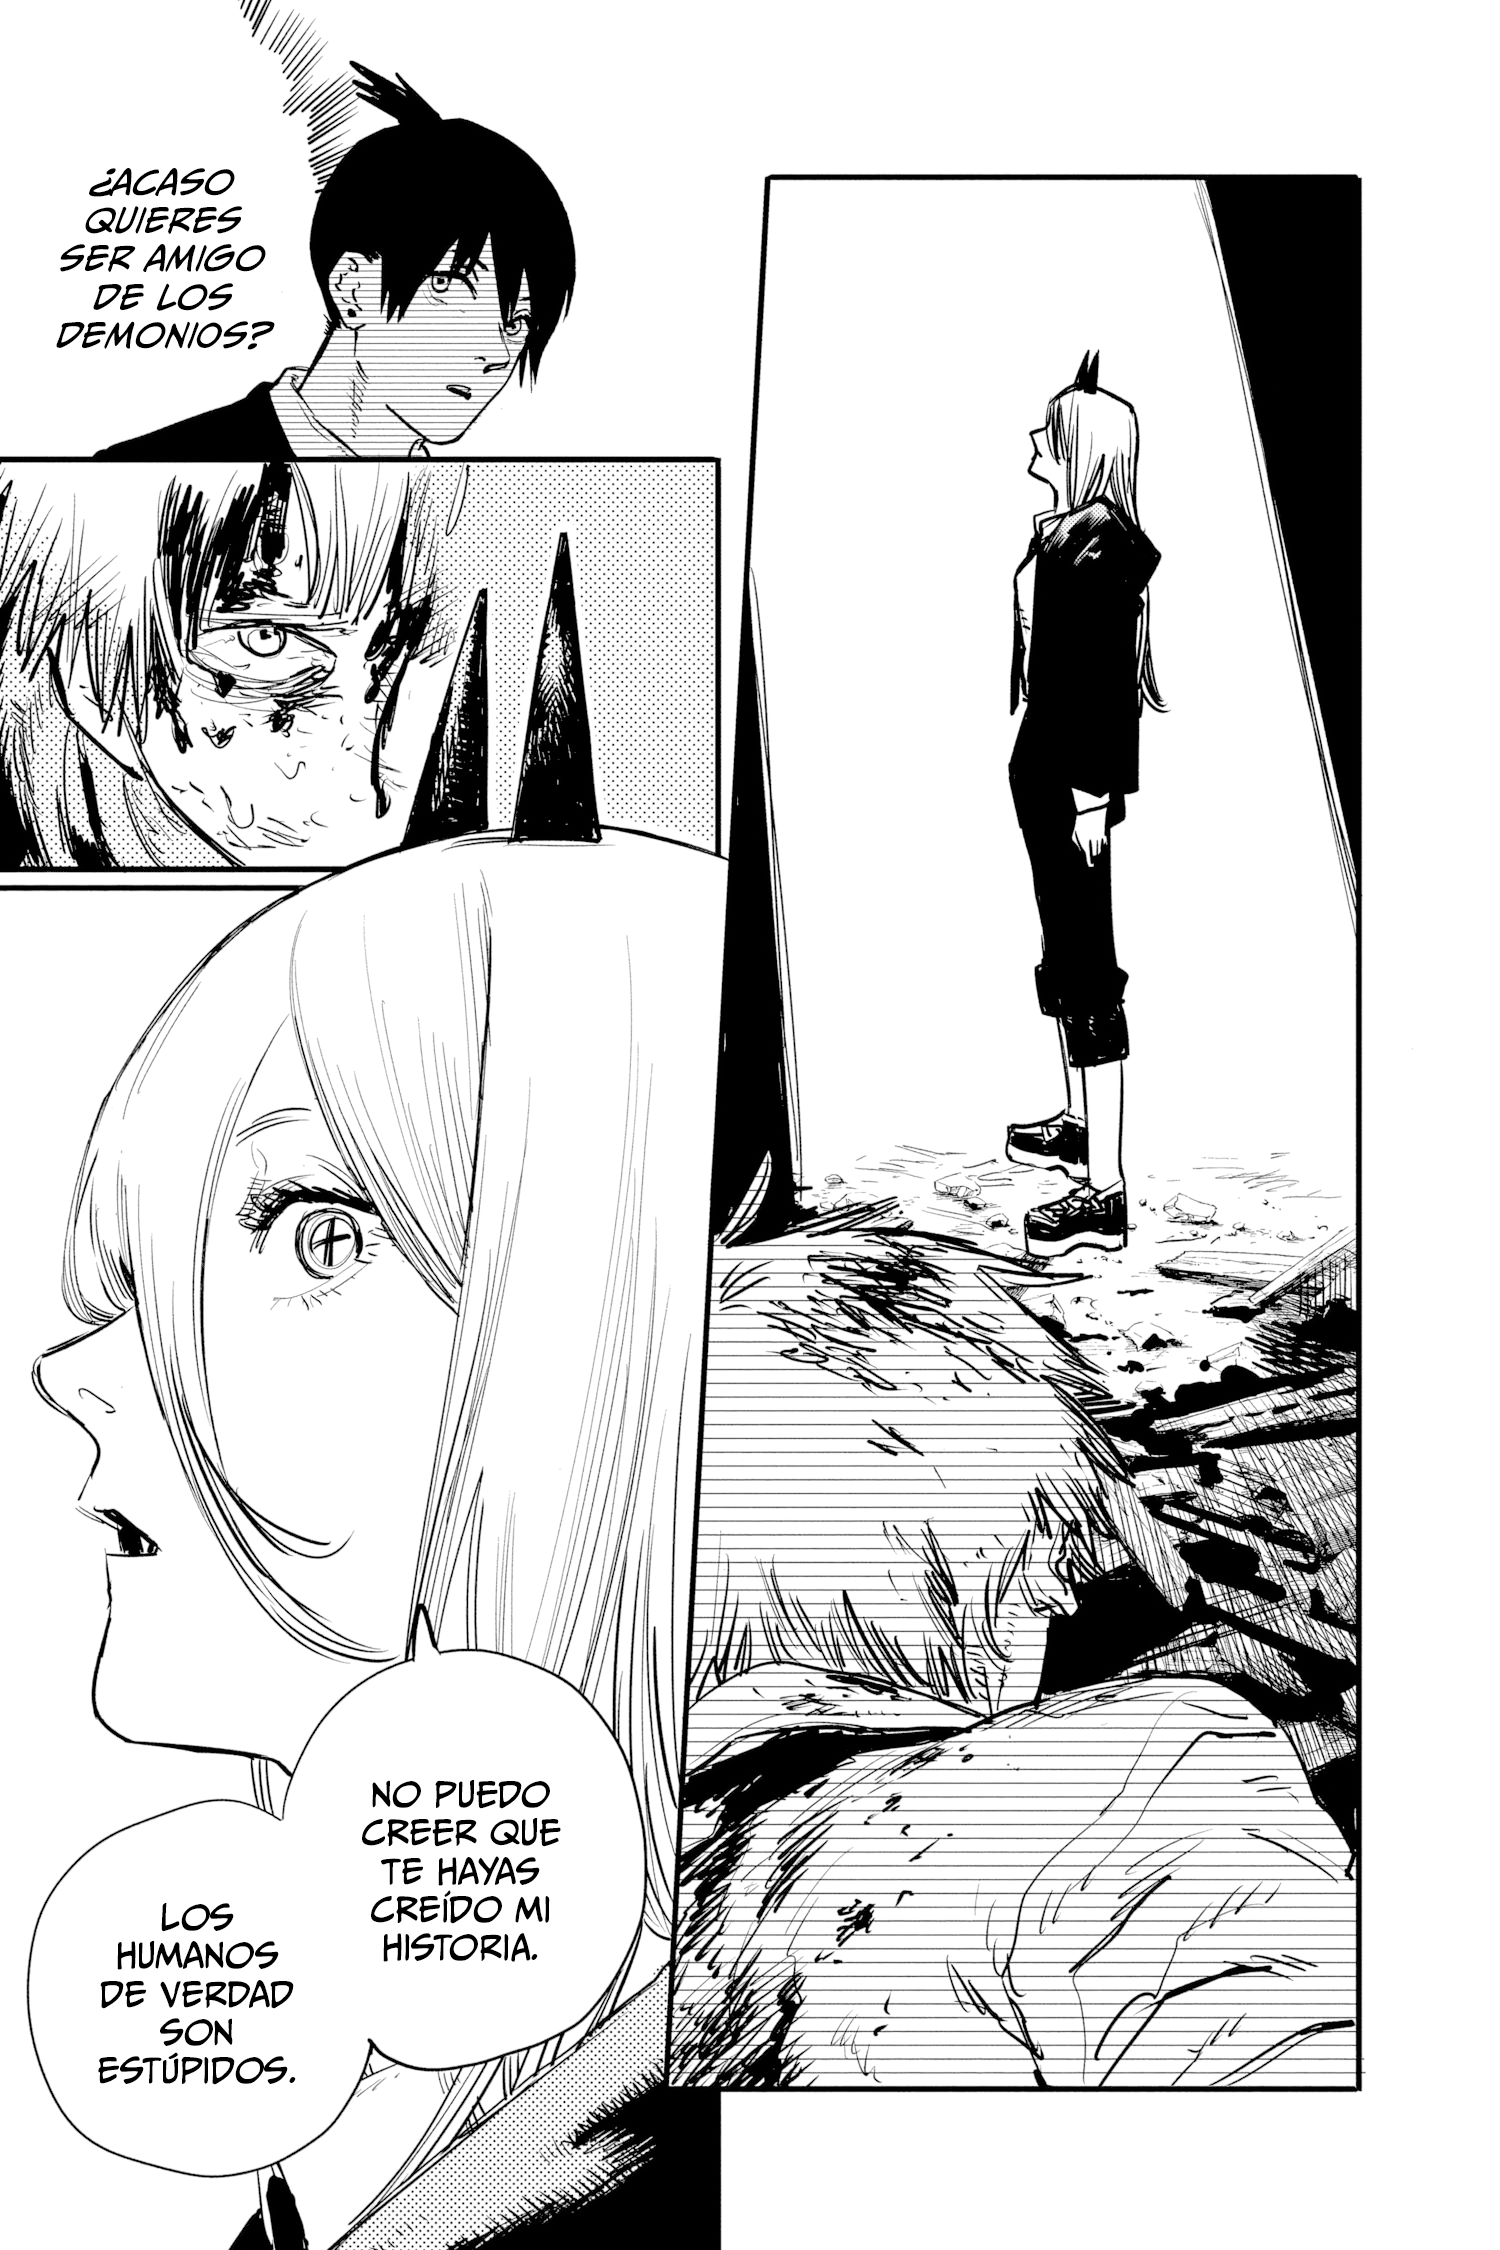 ¿ACASO
QUIERES
SER AMIGO
DE LOS
DEMONIOS?
NO PUEDO
CREER QUE
TE HAYAS
CREÍDO MI
HISTORIA.
LOS
HUMANOS
DE VERDAD
SON
ESTÚPIDOS.